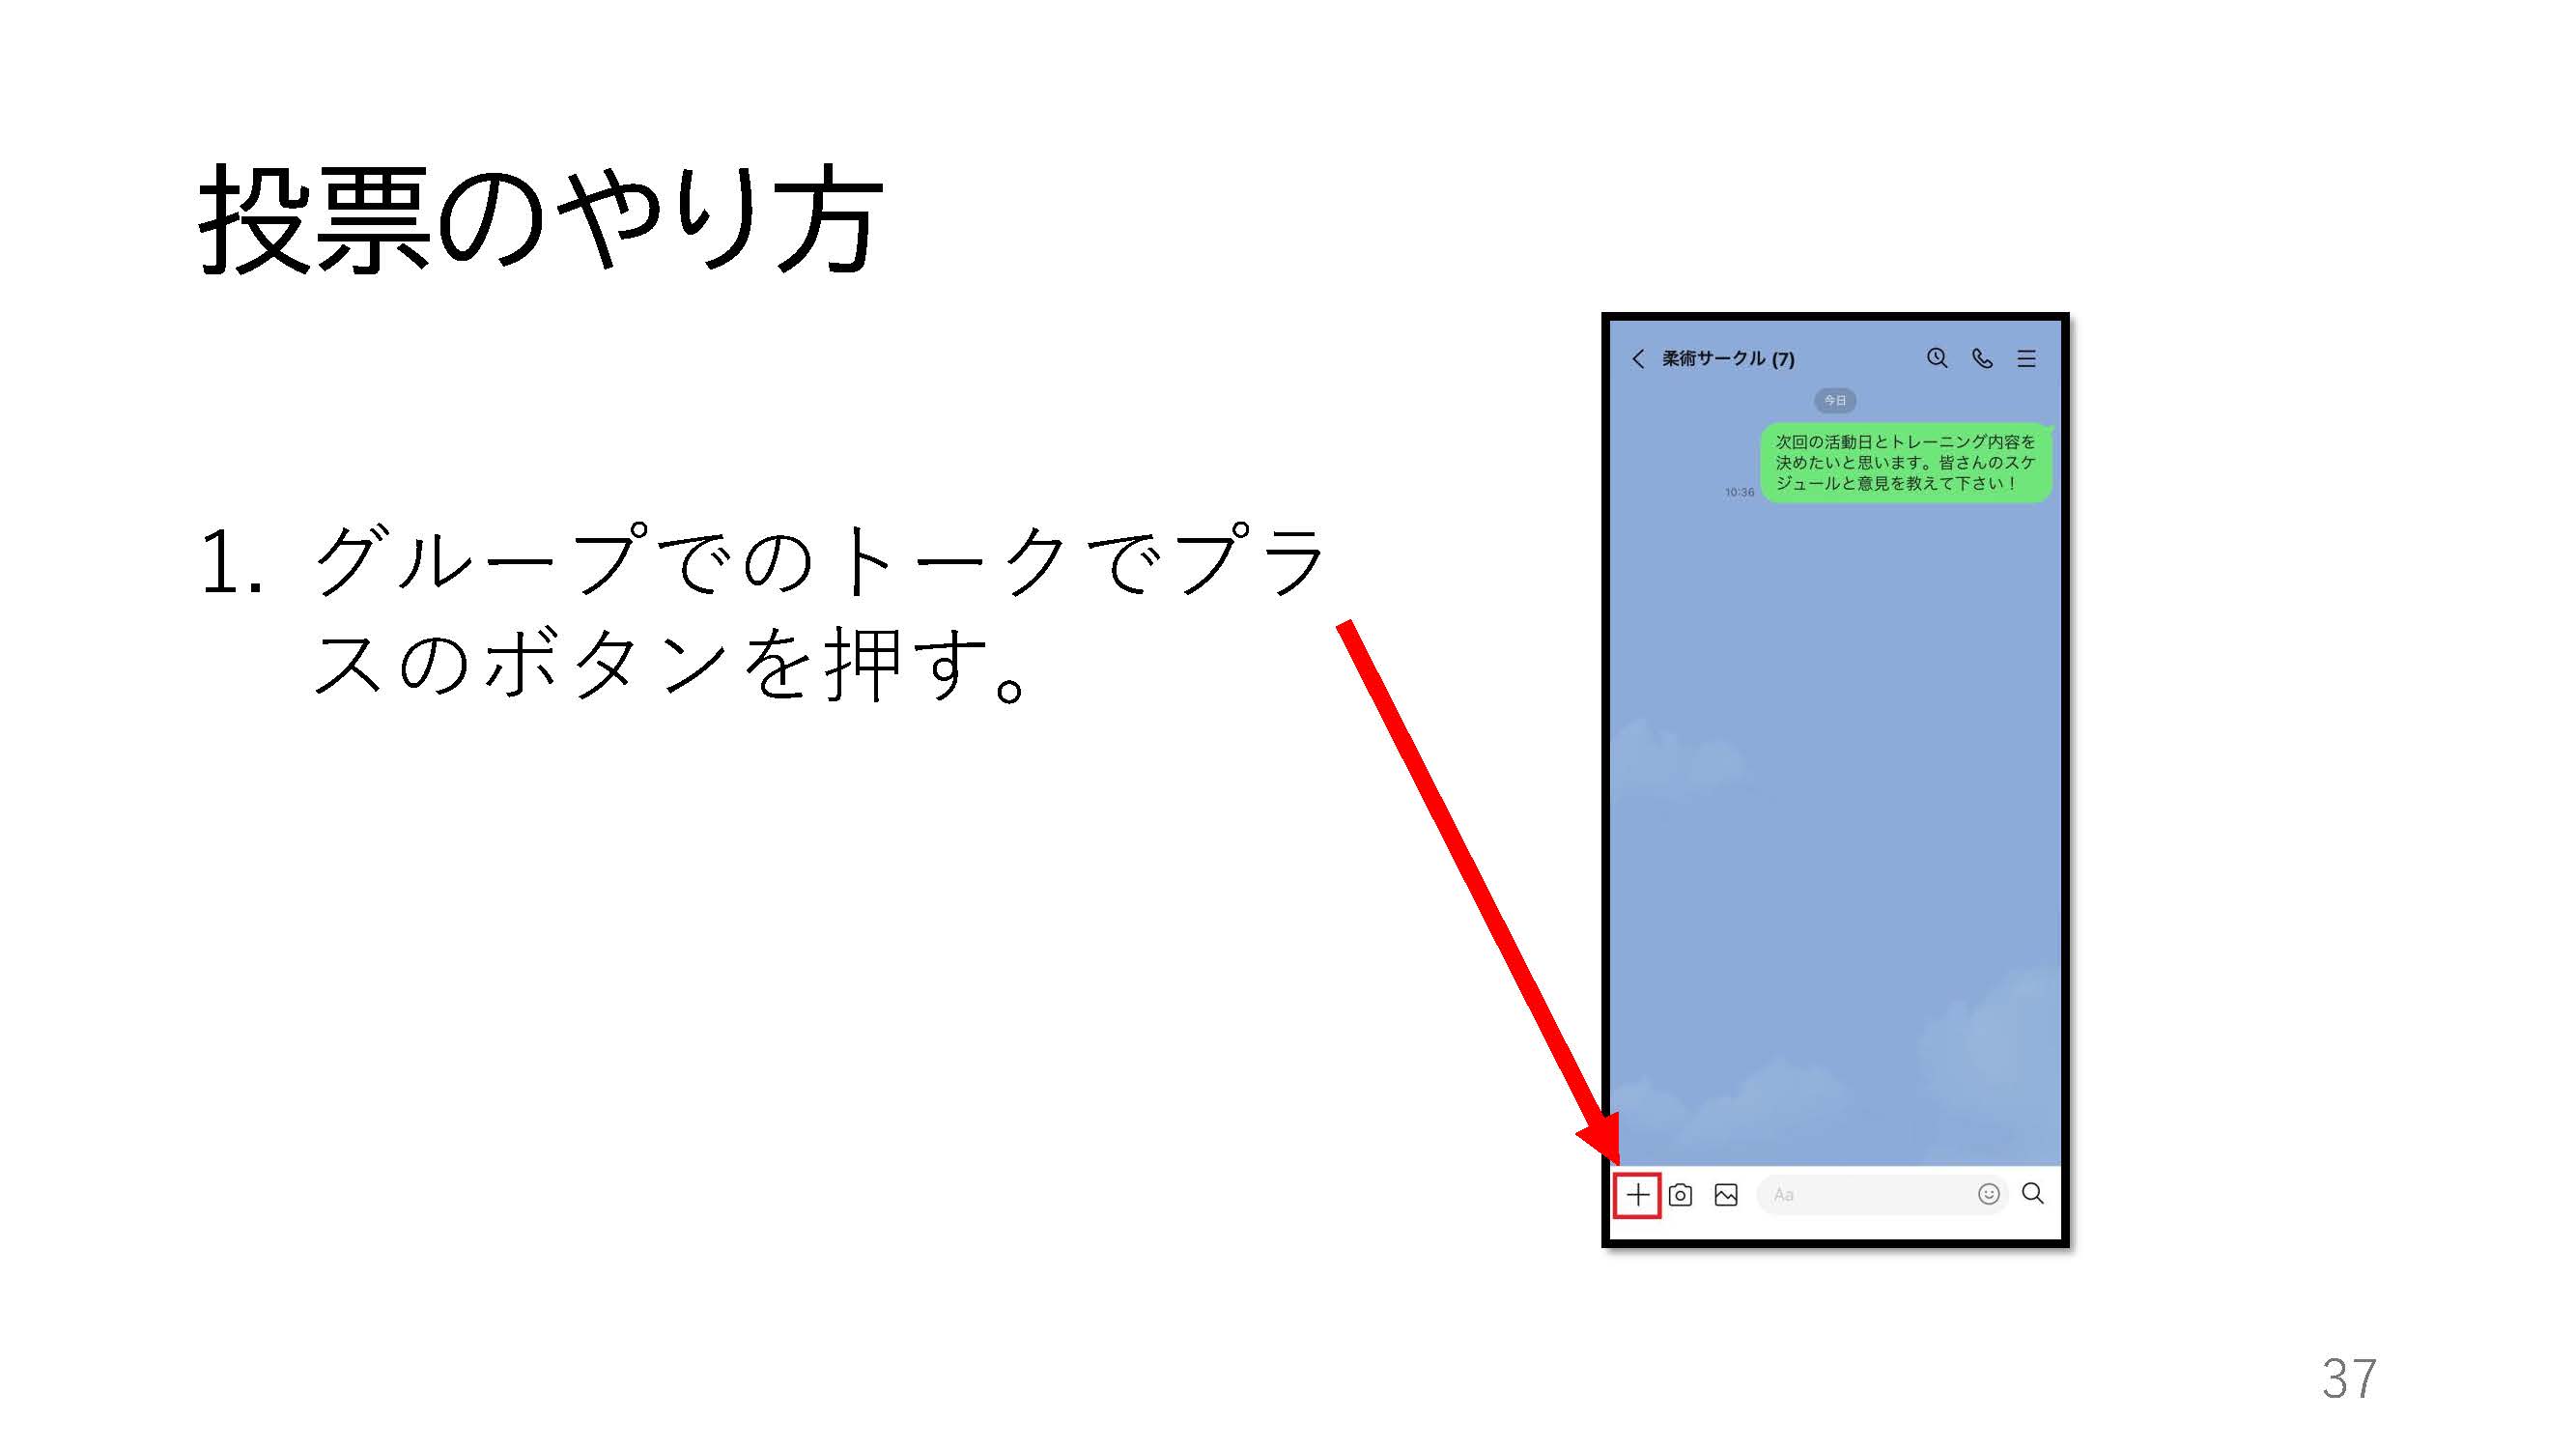 投票のやり方
1. グループでのトークでプラ
スのボタンを押す。
柔術サークル (7)
今日
次回の活動日とトレーニング内容を
決めたいと思います。皆さんのスケ
ジュールと意見を教えて下さい！
10:36
Aa
37